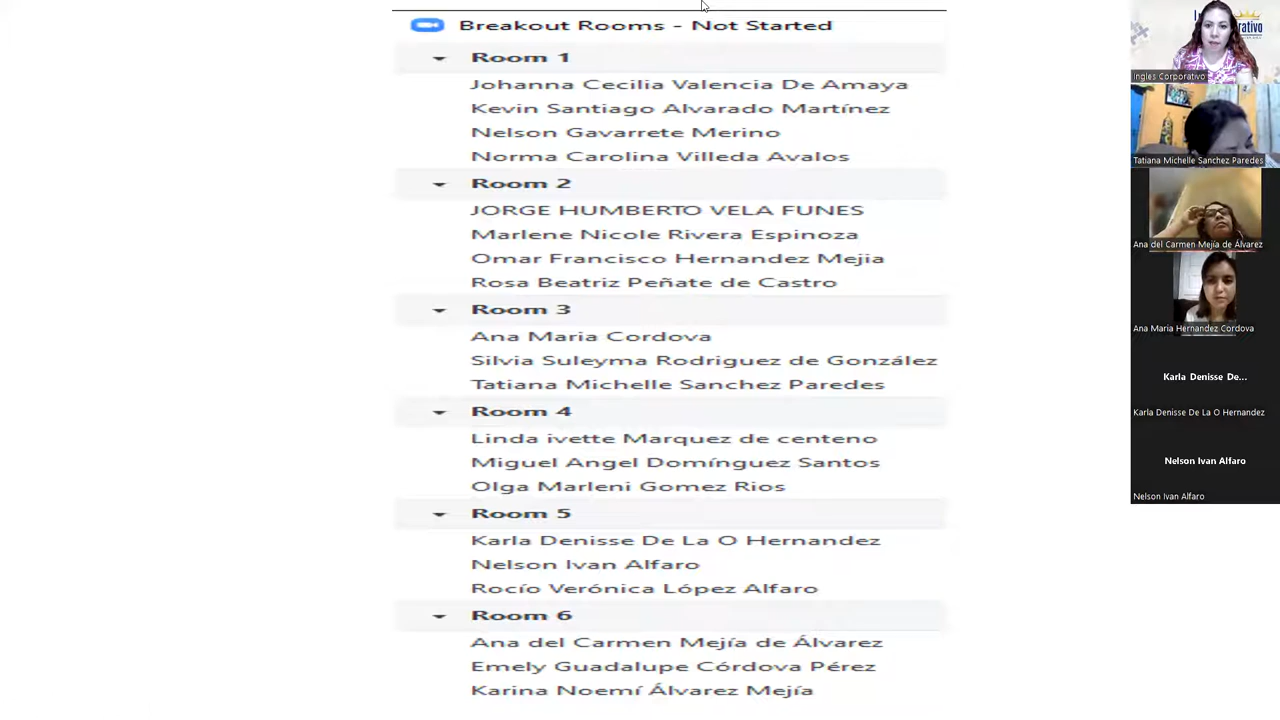 Breakout Rooms - Not Started
Room 1
Johanna Cecilia Valencia De Amaya
Kevin Santiago Alvarado Martínez
Nelson Gavarrete Merino
Norma Carolina Villeda Avalos
Room 2
JORGE HUMBERTO VELA FUNES
Marlene Nicole Rivera Espinoza
Omar Francisco Hernandez Mejia
Rosa Beatriz Peñate de Castro
Room 3
Ana Maria Cordova
Silvia Suleyma Rodriguez de González
Tatiana Michelle Sanchez Paredes
Room 4
Linda ivette Marquez de centeno
Miguel Angel Domínguez Santos
Olga Marleni Gomez Rios
Room 5
Karla Denisse De La O Hernandez
Nelson Ivan Alfaro
Rocío Verónica López Alfaro
Room 6
Ana del Carmen Mejía de Álvarez
Emely Guadalupe Córdova Pérez
Karina Noemí Álvarez Mejía
Ingles Corporativo
Tatiana Michelle Sanchez Paredes
Ana del Carmen Mejía de Álvarez
Ana Maria Hernandez Cordova
Karla Denisse De...
Karla Denisse De La O Hernandez
Nelson Ivan Alfaro
Nelson Ivan Alfaro